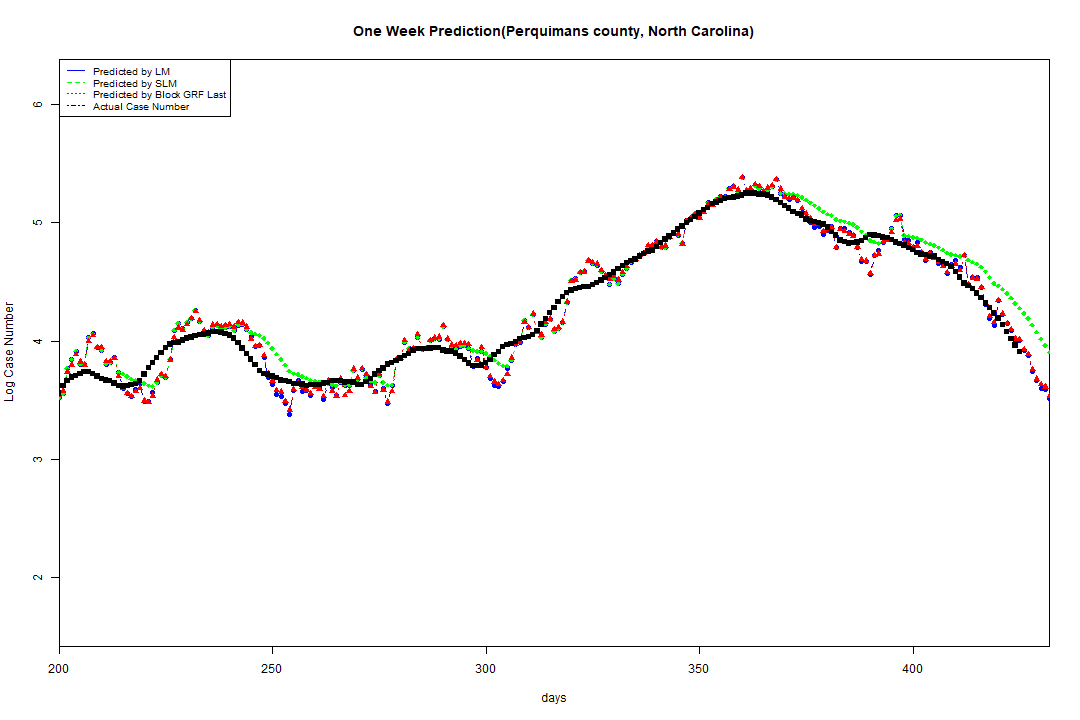 One Week Prediction(Perquimans county, North Carolina)
Predicted by LM
Predicted by SLM
Predicted by Block GRF Last
Actual Case Number
6
5
4
3
2
Log Case Number
200 250 300 350 400
days